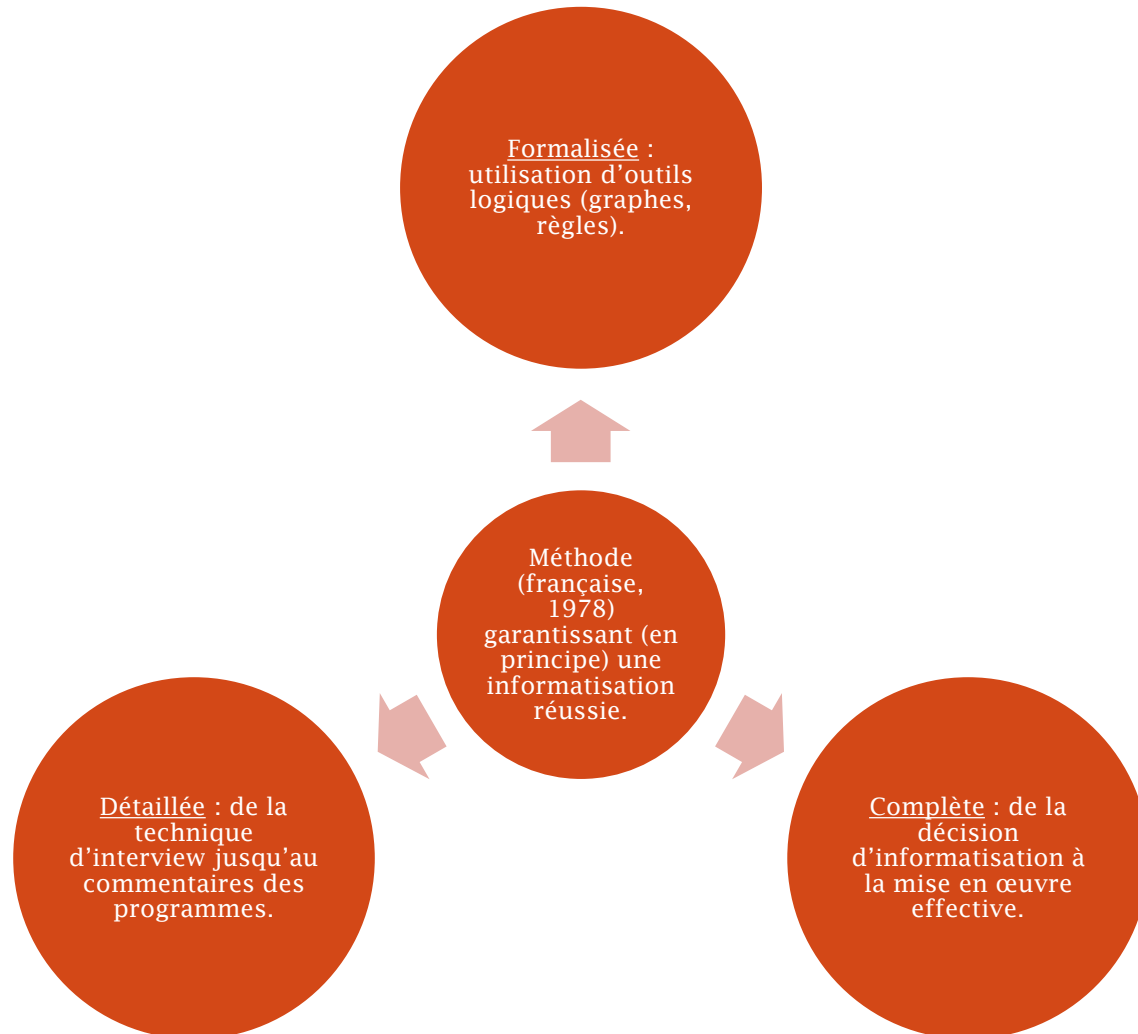 Formalisée :
utilisation d'outils
logiques (graphes,
règles).
Méthode
(française,
1978)
garantissant (en
principe) une
informatisation
réussie.
Détaillée : de la
technique
d'interview jusqu'au
commentaires des
programmes.
Complète : de la
décision
d'informatisation à
la mise en œuvre
effective.